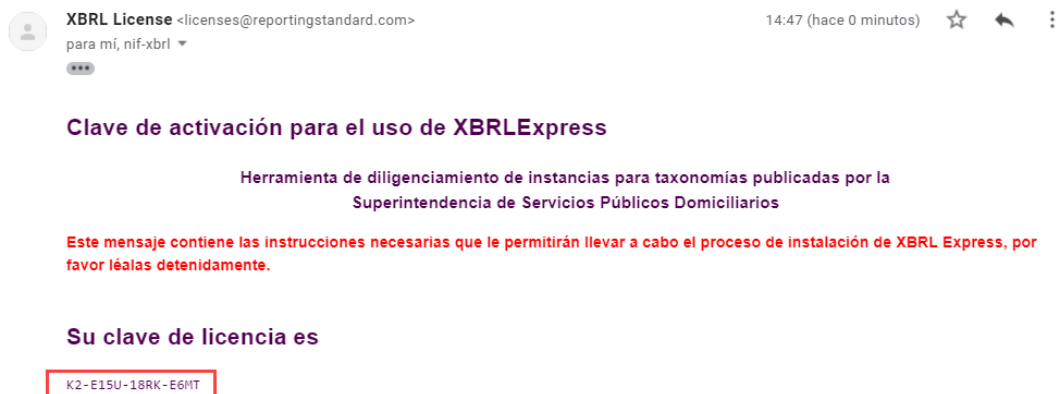 XBRL License <licenses@reportingstandard.com> 14:47 (hace 0 minutos)
para mí, nif-xbrl
Clave de activación para el uso de XBRLExpress
Herramienta de diligenciamiento de instancias para taxonomías publicadas por la
Superintendencia de Servicios Públicos Domiciliarios
Este mensaje contiene las instrucciones necesarias que le permitirán llevar a cabo el proceso de instalación de XBRL Express, por
favor léalas detenidamente.
Su clave de licencia es
K2-E15U-18RK-E6MT